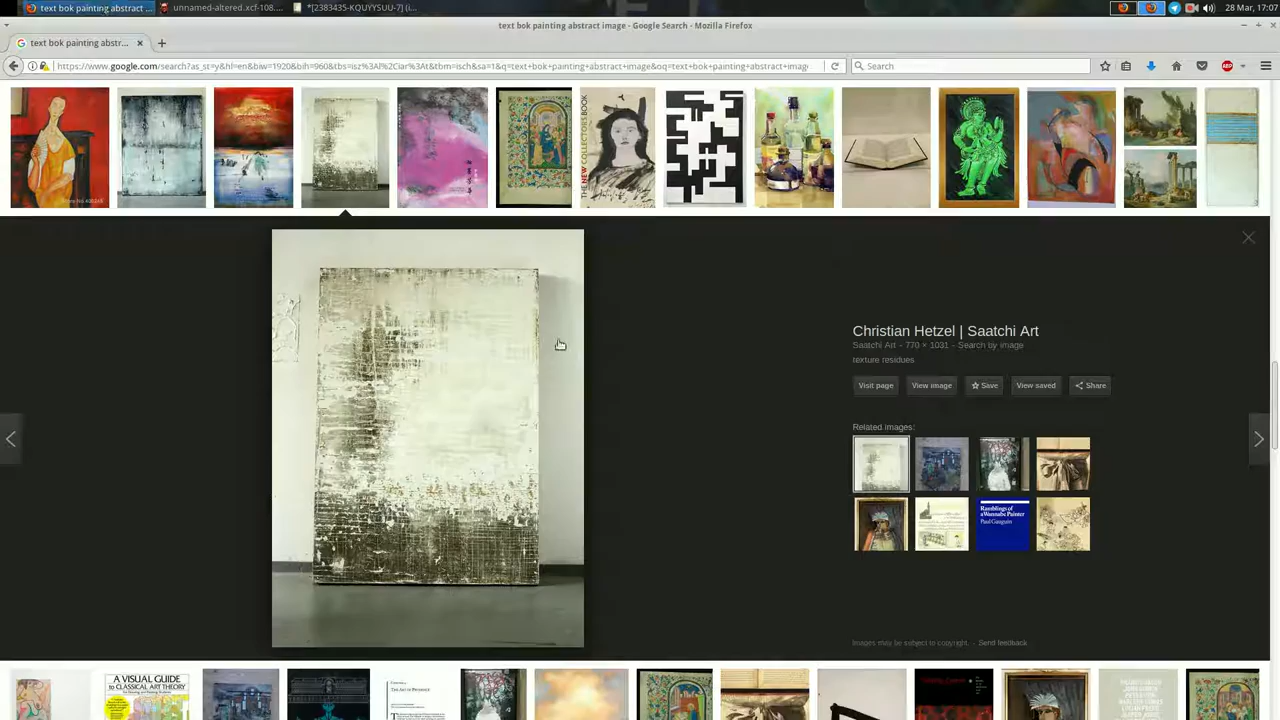 text bok painting abstract ...
unnamed-altered.xcf-108....
*[2383435-KQUYYSUU-7] (i...
28 Mar, 17:07
text bok painting abstract image - Google Search - Mozilla Firefox
text bok painting abstr...
https://www.google.com/search?as_st=y&hl=en&biw=1920&bih=960&tbs=isz%3Al%2Ciar%3At&tbm=isch&sa=1&q=text+bok+painting+abstract+image&oq=text+bok+painting+abstract+imag
Search
ABP
THE NEW COLLECTORS BOOK
Christian Hetzel | Saatchi Art
Saatchi Art - 770 × 1031 - Search by image
texture residues
Visit page
View image
Save
View saved
Share
Related images:
Ramblings of
a Wannabe Painter
Paul Gauguin
Images may be subject to copyright. - Send feedback
A VISUAL GUIDE
TO CLASSICAL ART THEORY